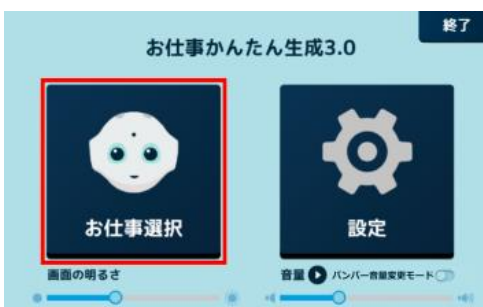 終了
お仕事かんたん生成3.0
お仕事選択
設定
画面の明るさ
音量 バンパー音量変更モード